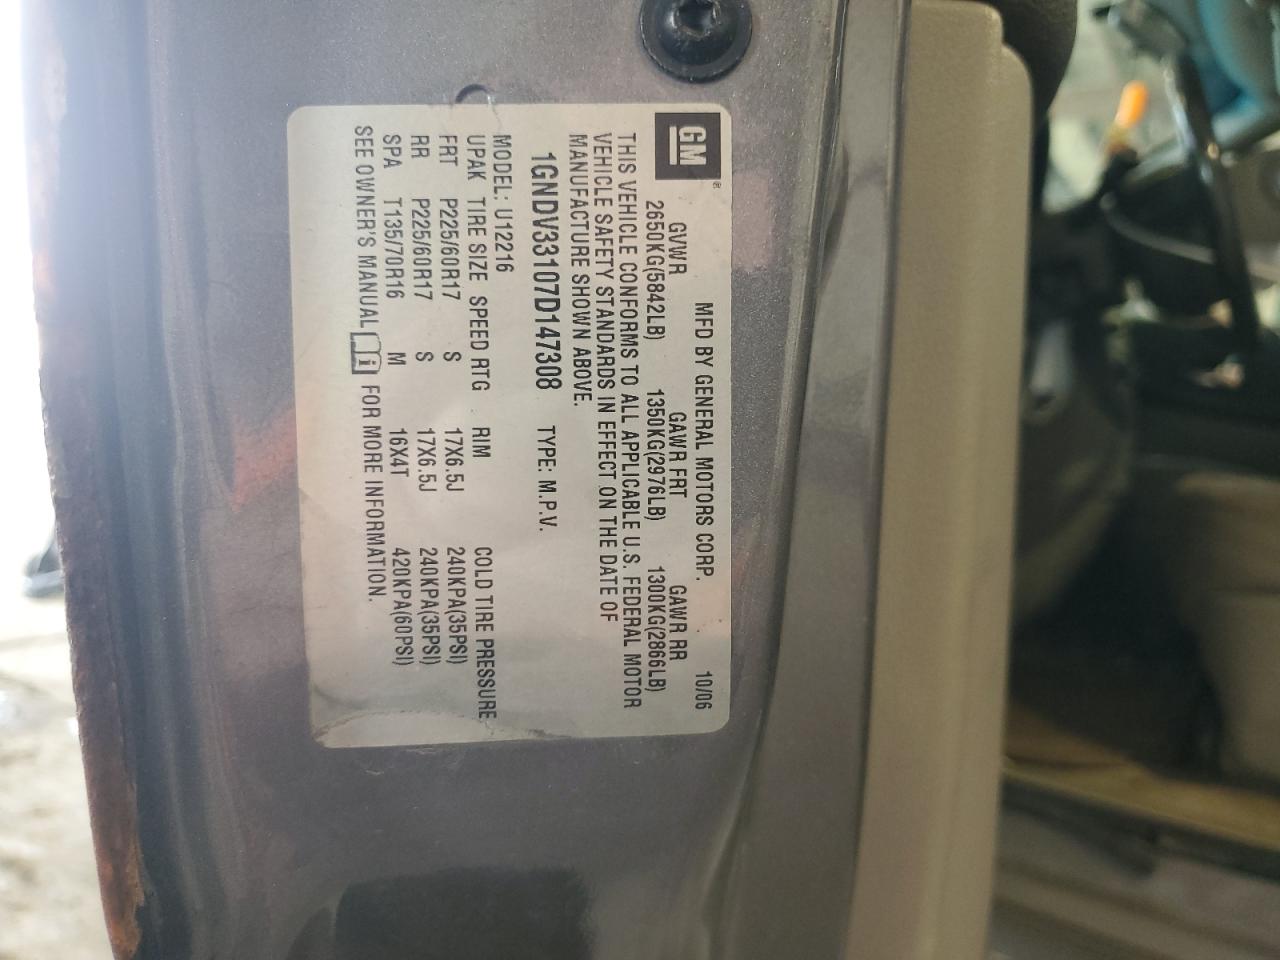 GM
MFD BY GENERAL MOTORS CORP. 10/06
GVWR GAWR FRT GAWR RR
2650KG(5842LB) 1350KG(2976LB) 1300KG(2866LB)
THIS VEHICLE CONFORMS TO ALL APPLICABLE U.S. FEDERAL MOTOR
VEHICLE SAFETY STANDARDS IN EFFECT ON THE DATE OF
MANUFACTURE SHOWN ABOVE.
1GNDV33107D147308 TYPE: M.P.V.
MODEL: U12216
UPAK TIRE SIZE SPEED RTG RIM COLD TIRE PRESSURE
FRT P225/60R17 S 17X6.5J 240KPA(35PSI)
RR P225/60R17 S 17X6.5J 240KPA(35PSI)
SPA T135/70R16 M 16X4T 420KPA(60PSI)
SEE OWNER'S MANUAL i FOR MORE INFORMATION.